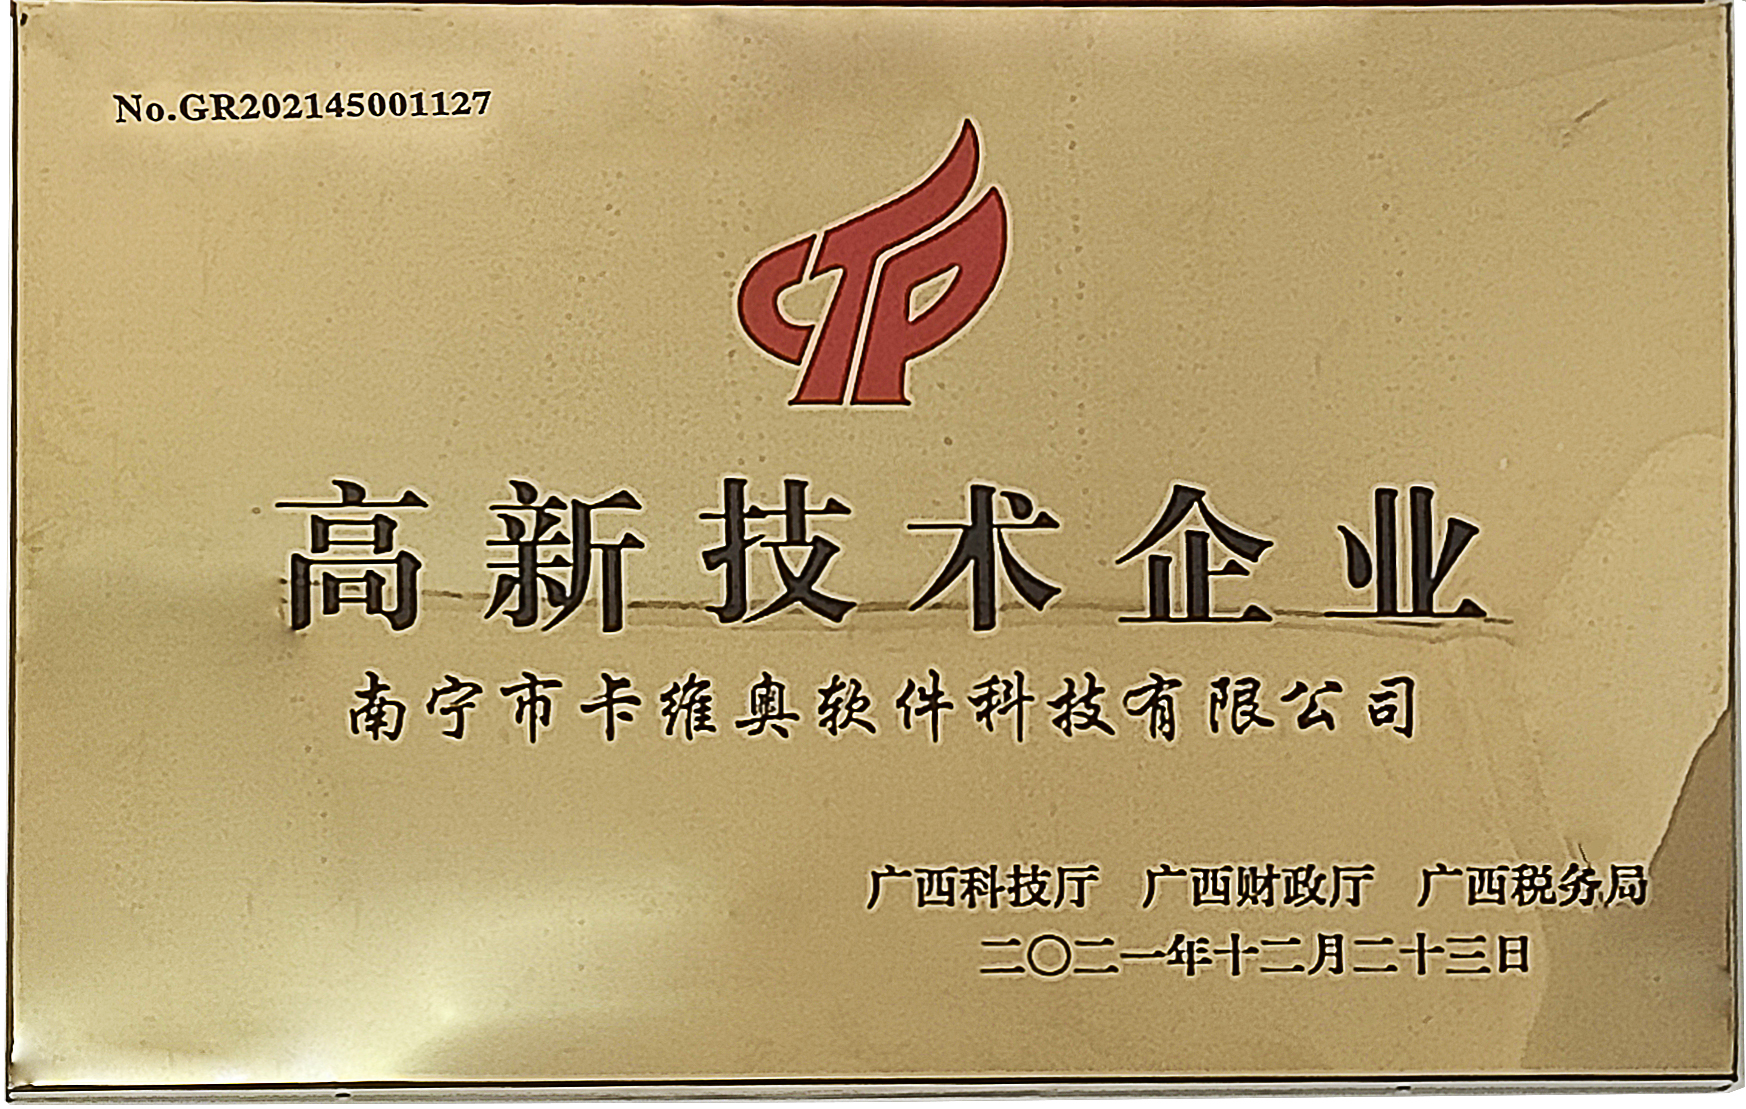 No.GR202145001127
CTP
高新技术企业
南宁市卡维奥软件科技有限公司
广西科技厅 广西财政厅 广西税务局
二〇二一年十二月二十三日